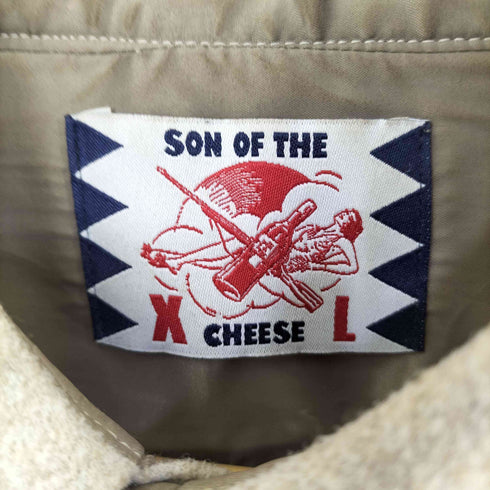 SON OF THE
X CHEESE L